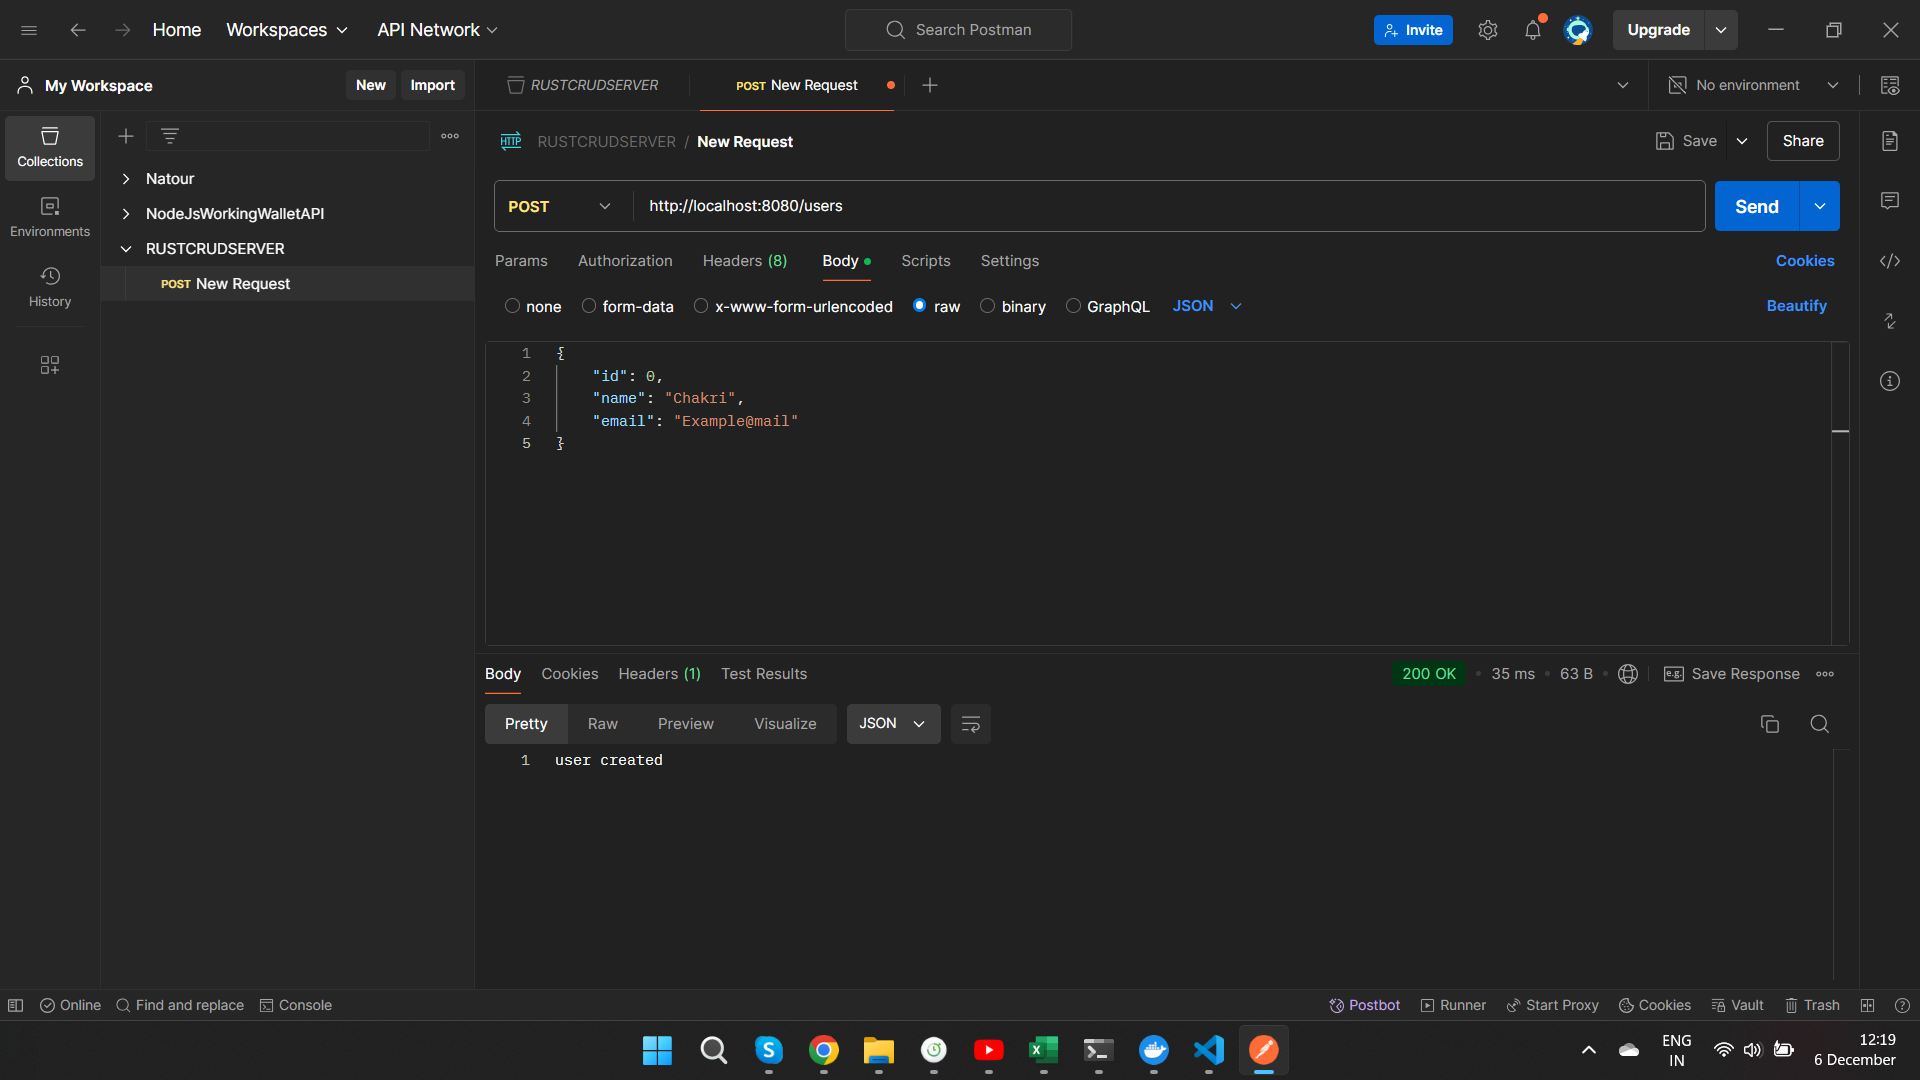 Home Workspaces API Network Search Postman Invite Upgrade
My Workspace New Import RUSTCRUDSERVER POST New Request No environment
Collections
Environments
History
Natour
NodeJsWorkingWalletAPI
RUSTCRUDSERVER
POST New Request
HTTP RUSTCRUDSERVER / New Request Save Share
POST http://localhost:8080/users Send
Params Authorization Headers (8) Body Scripts Settings Cookies
none form-data x-www-form-urlencoded raw binary GraphQL JSON Beautify
1 {
2 "id": 0,
3 "name": "Chakri",
4 "email": "Example@mail"
5 }
Body Cookies Headers (1) Test Results 200 OK • 35 ms • 63 B • e.g. Save Response
Pretty Raw Preview Visualize JSON
1 user created
Online Find and replace Console Postbot Runner Start Proxy Cookies Vault Trash
ENG
IN
12:19
6 December